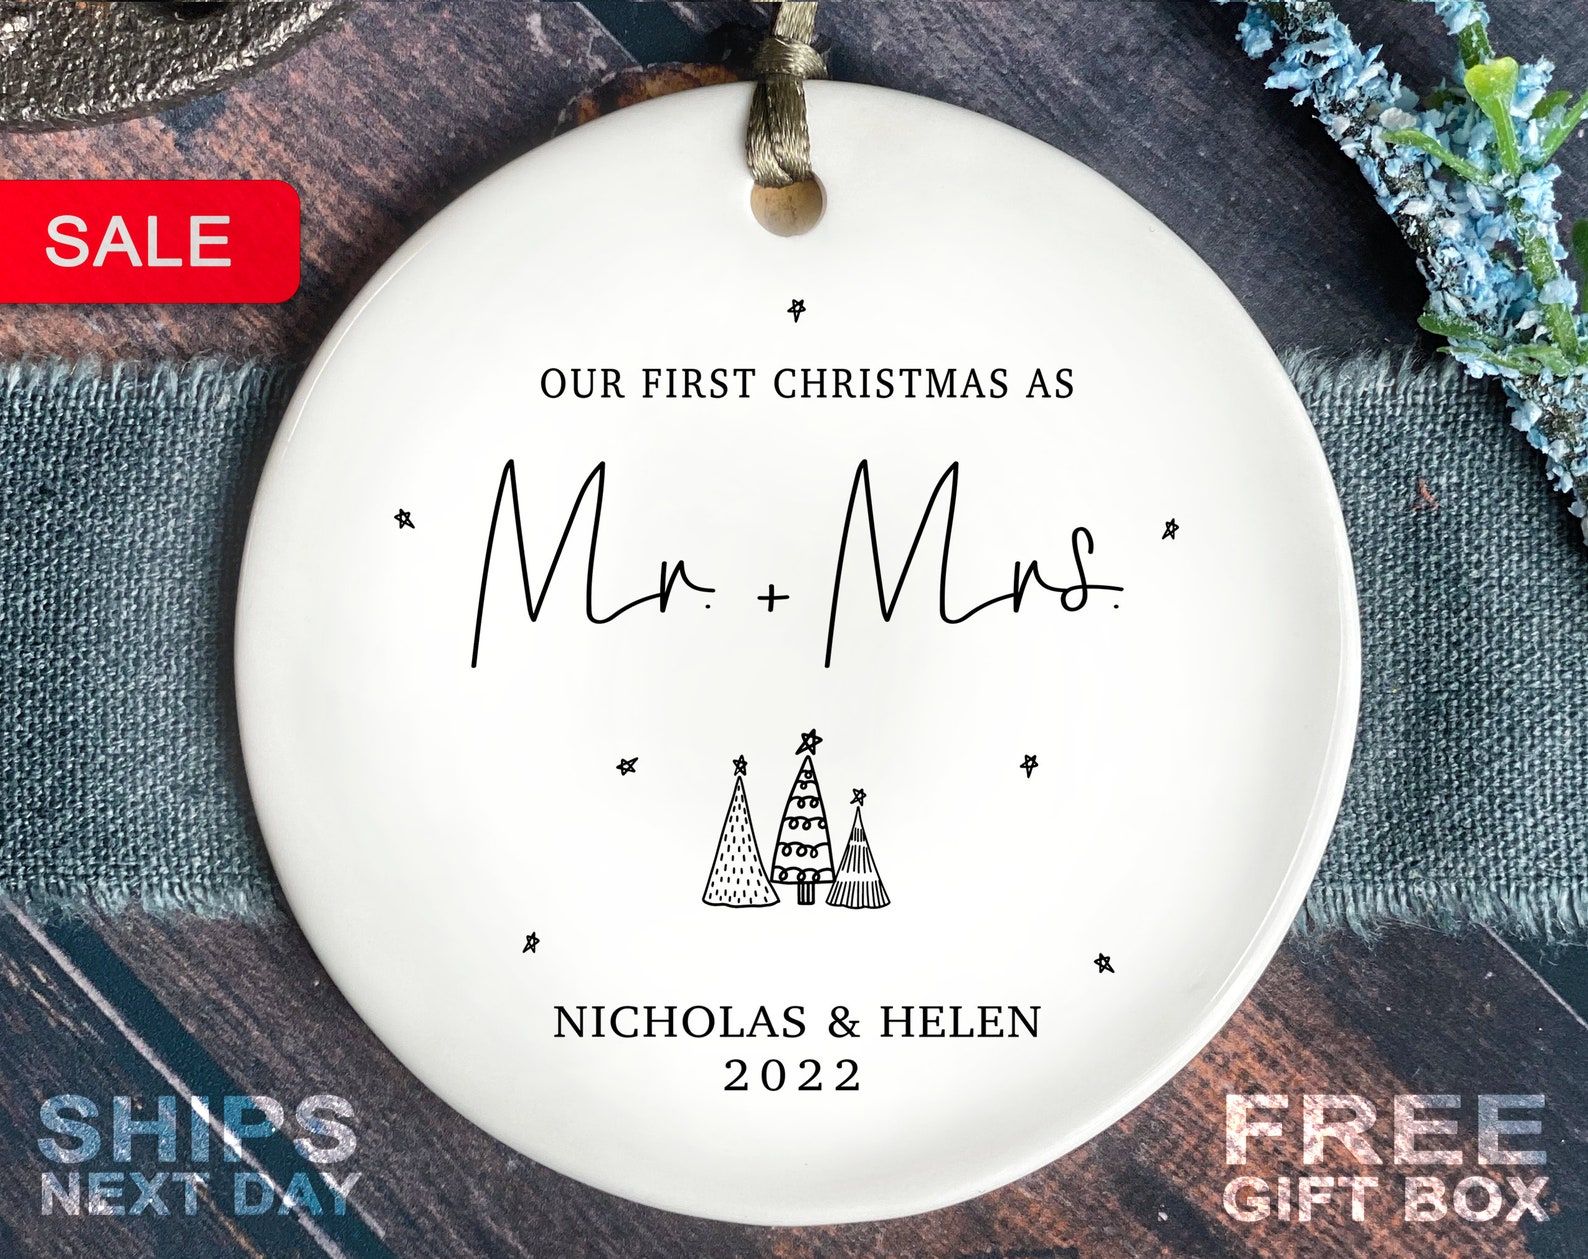 SALE
OUR FIRST CHRISTMAS AS
Mr. + Mrs.
NICHOLAS & HELEN
2022
SHIPS
NEXT DAY
FREE
GIFT BOX